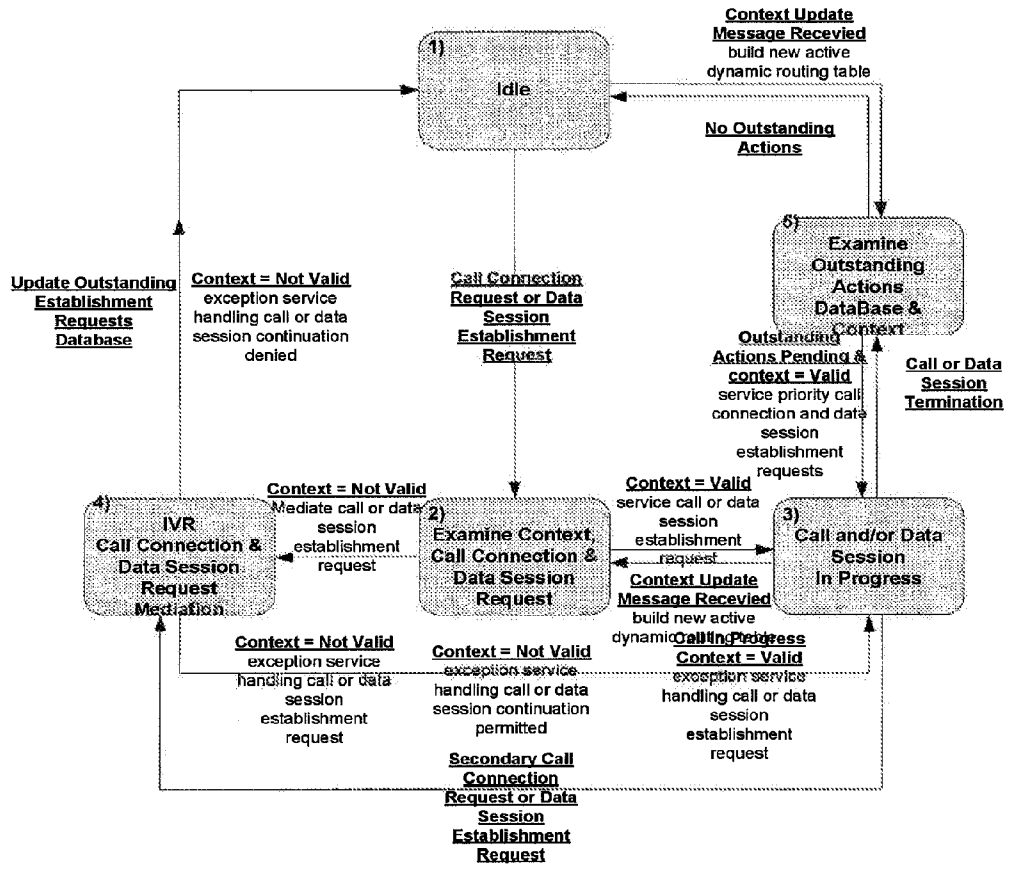 Context Update
Message Recevied
build new active
dynamic routing table
1)
Idle
No Outstanding
Actions
5)
Examine
Outstanding
Actions
DataBase &
Context
Update Outstanding
Establishment
Requests
Database
Context = Not Valid
exception service
handling call or data
session continuation
denied
Call Connection
Request or Data
Session
Establishment
Request
Outstanding
Actions Pending &
context = Valid
service priority call
connection and data
session
establishment
requests
Call or Data
Session
Termination
4)
IVR
Call Connection &
Data Session
Request
Mediation
Context = Not Valid
Mediate call or data
session
establishment
request
2)
Examine Context,
Call Connection &
Data Session
Request
Context = Valid
service call or data
session
establishment
request
3)
Call and/or Data
Session
In Progress
Context Update
Message Recevied
build new active
dynamic routing table
Context = Not Valid
exception service
handling call or data
session
establishment
request
Context = Not Valid
exception service
handling call or data
session continuation
permitted
Call In Progress
Context = Valid
exception service
handling call or data
session
establishment
request
Secondary Call
Connection
Request or Data
Session
Establishment
Request